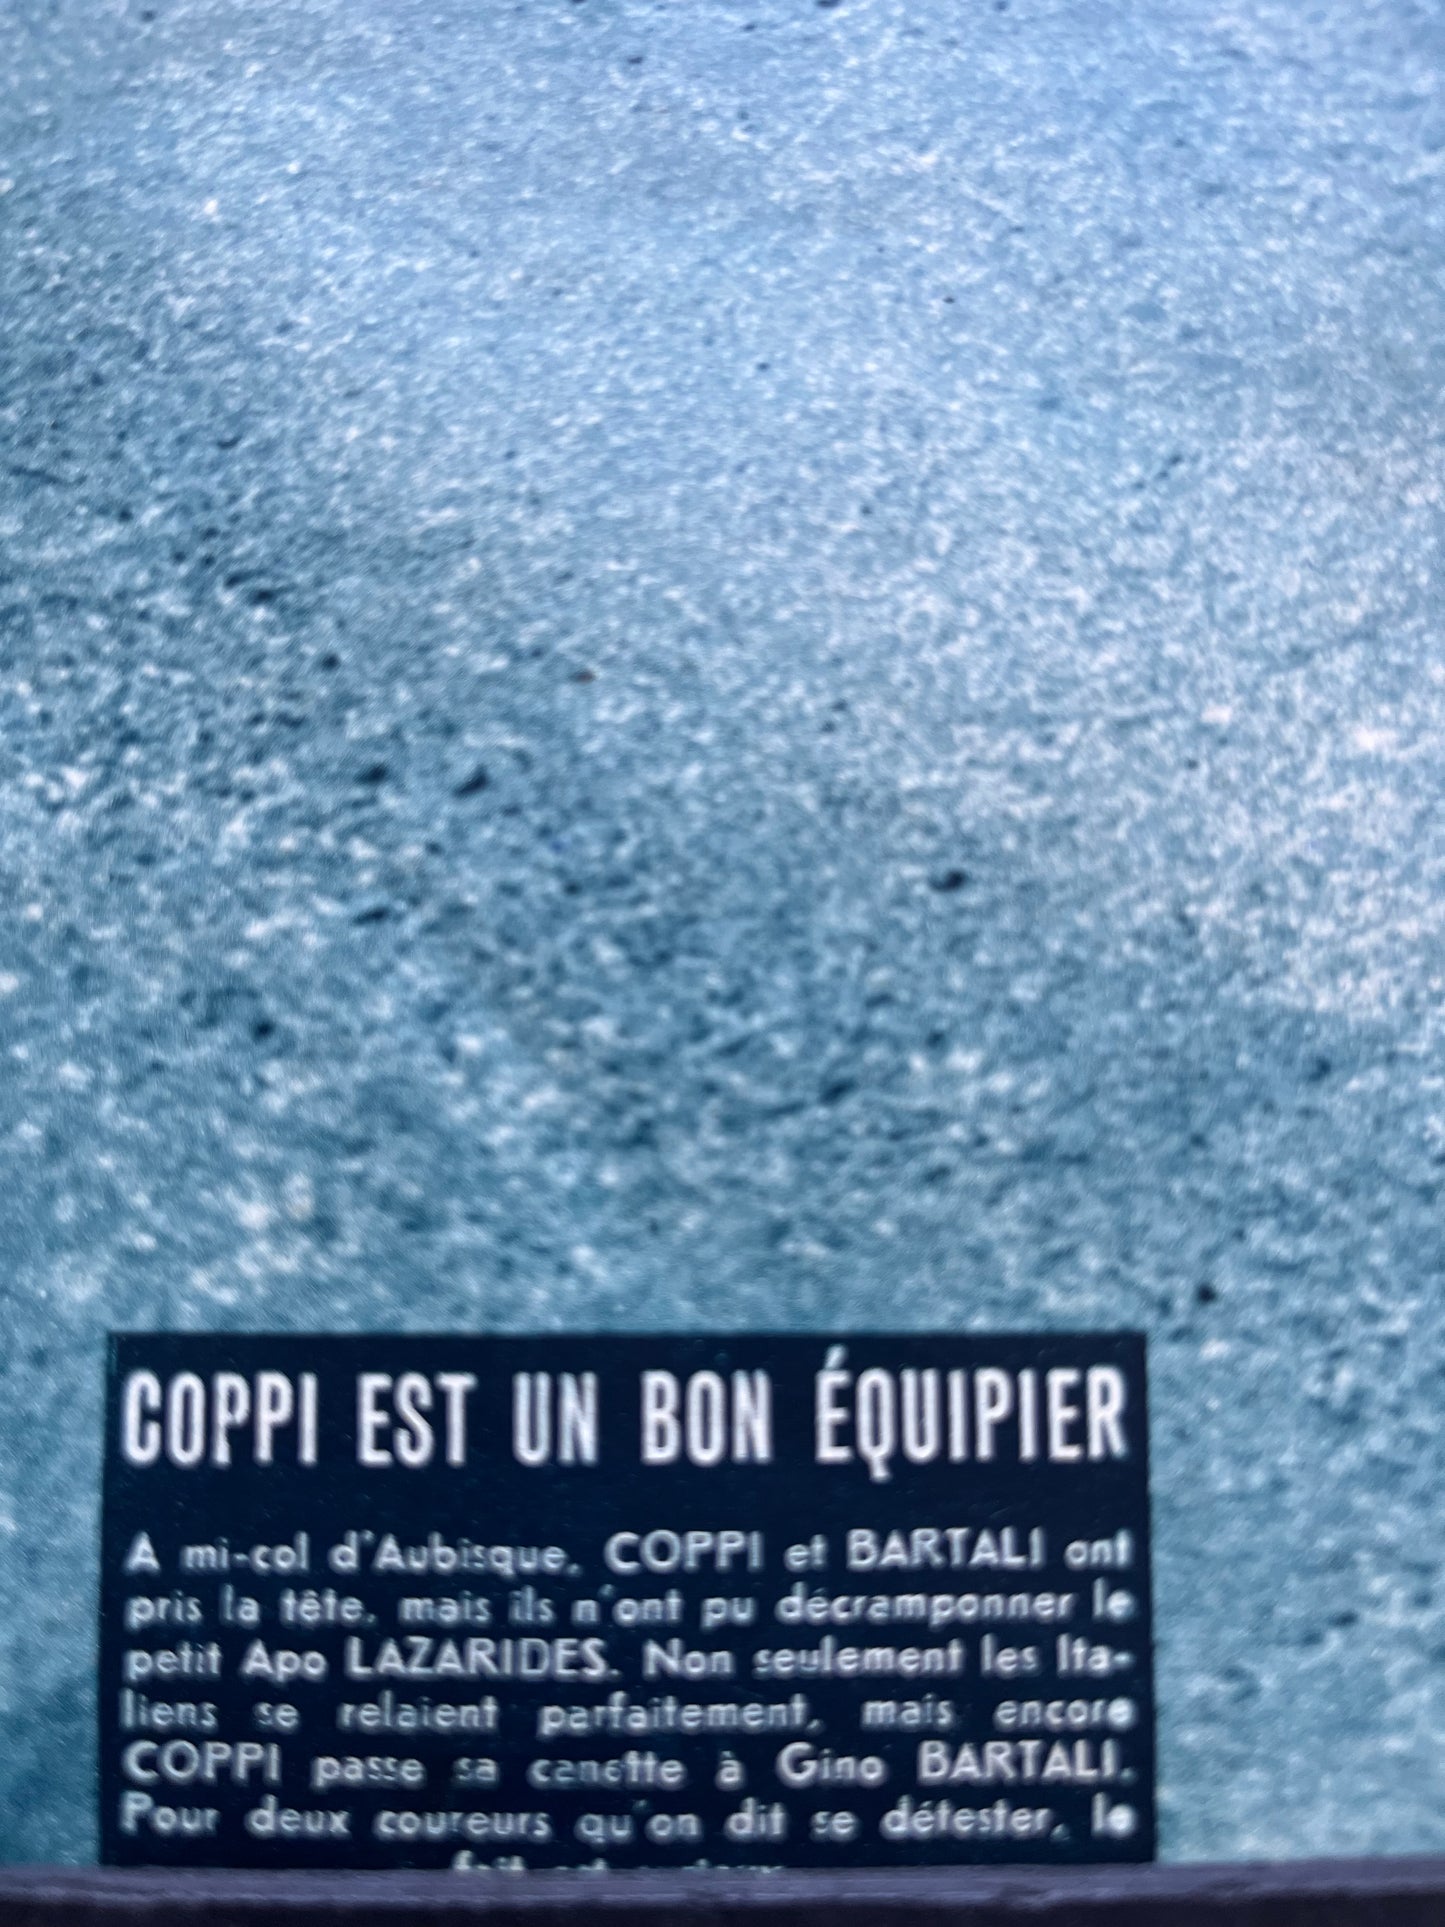 COPPI EST UN BON ÉQUIPIER
A mi-col d'Aubisque, COPPI et BARTALI ont
pris la tête, mais ils n'ont pu décramponner le
petit Apo LAZARIDES. Non seulement les Ita-
liens se relaient parfaitement, mais encore
COPPI passe sa canette à Gino BARTALI.
Pour deux coureurs qu'on dit se détester, le
fait est